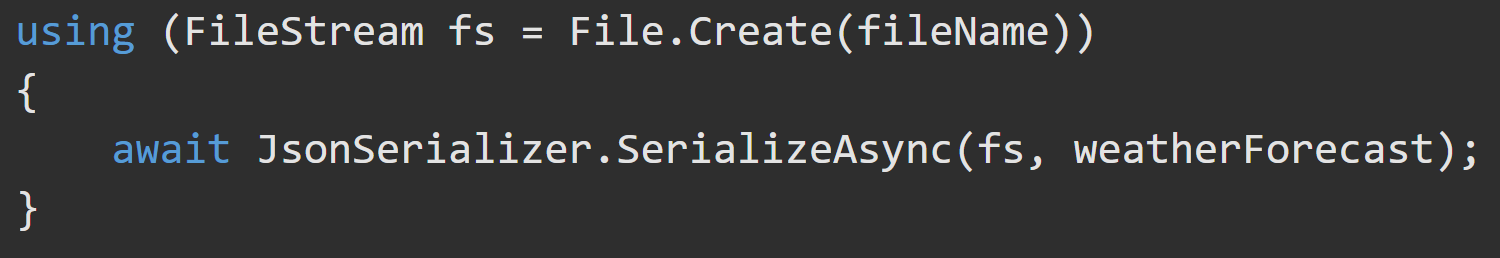 using (FileStream fs = File.Create(fileName))
{
    await JsonSerializer.SerializeAsync(fs, weatherForecast);
}